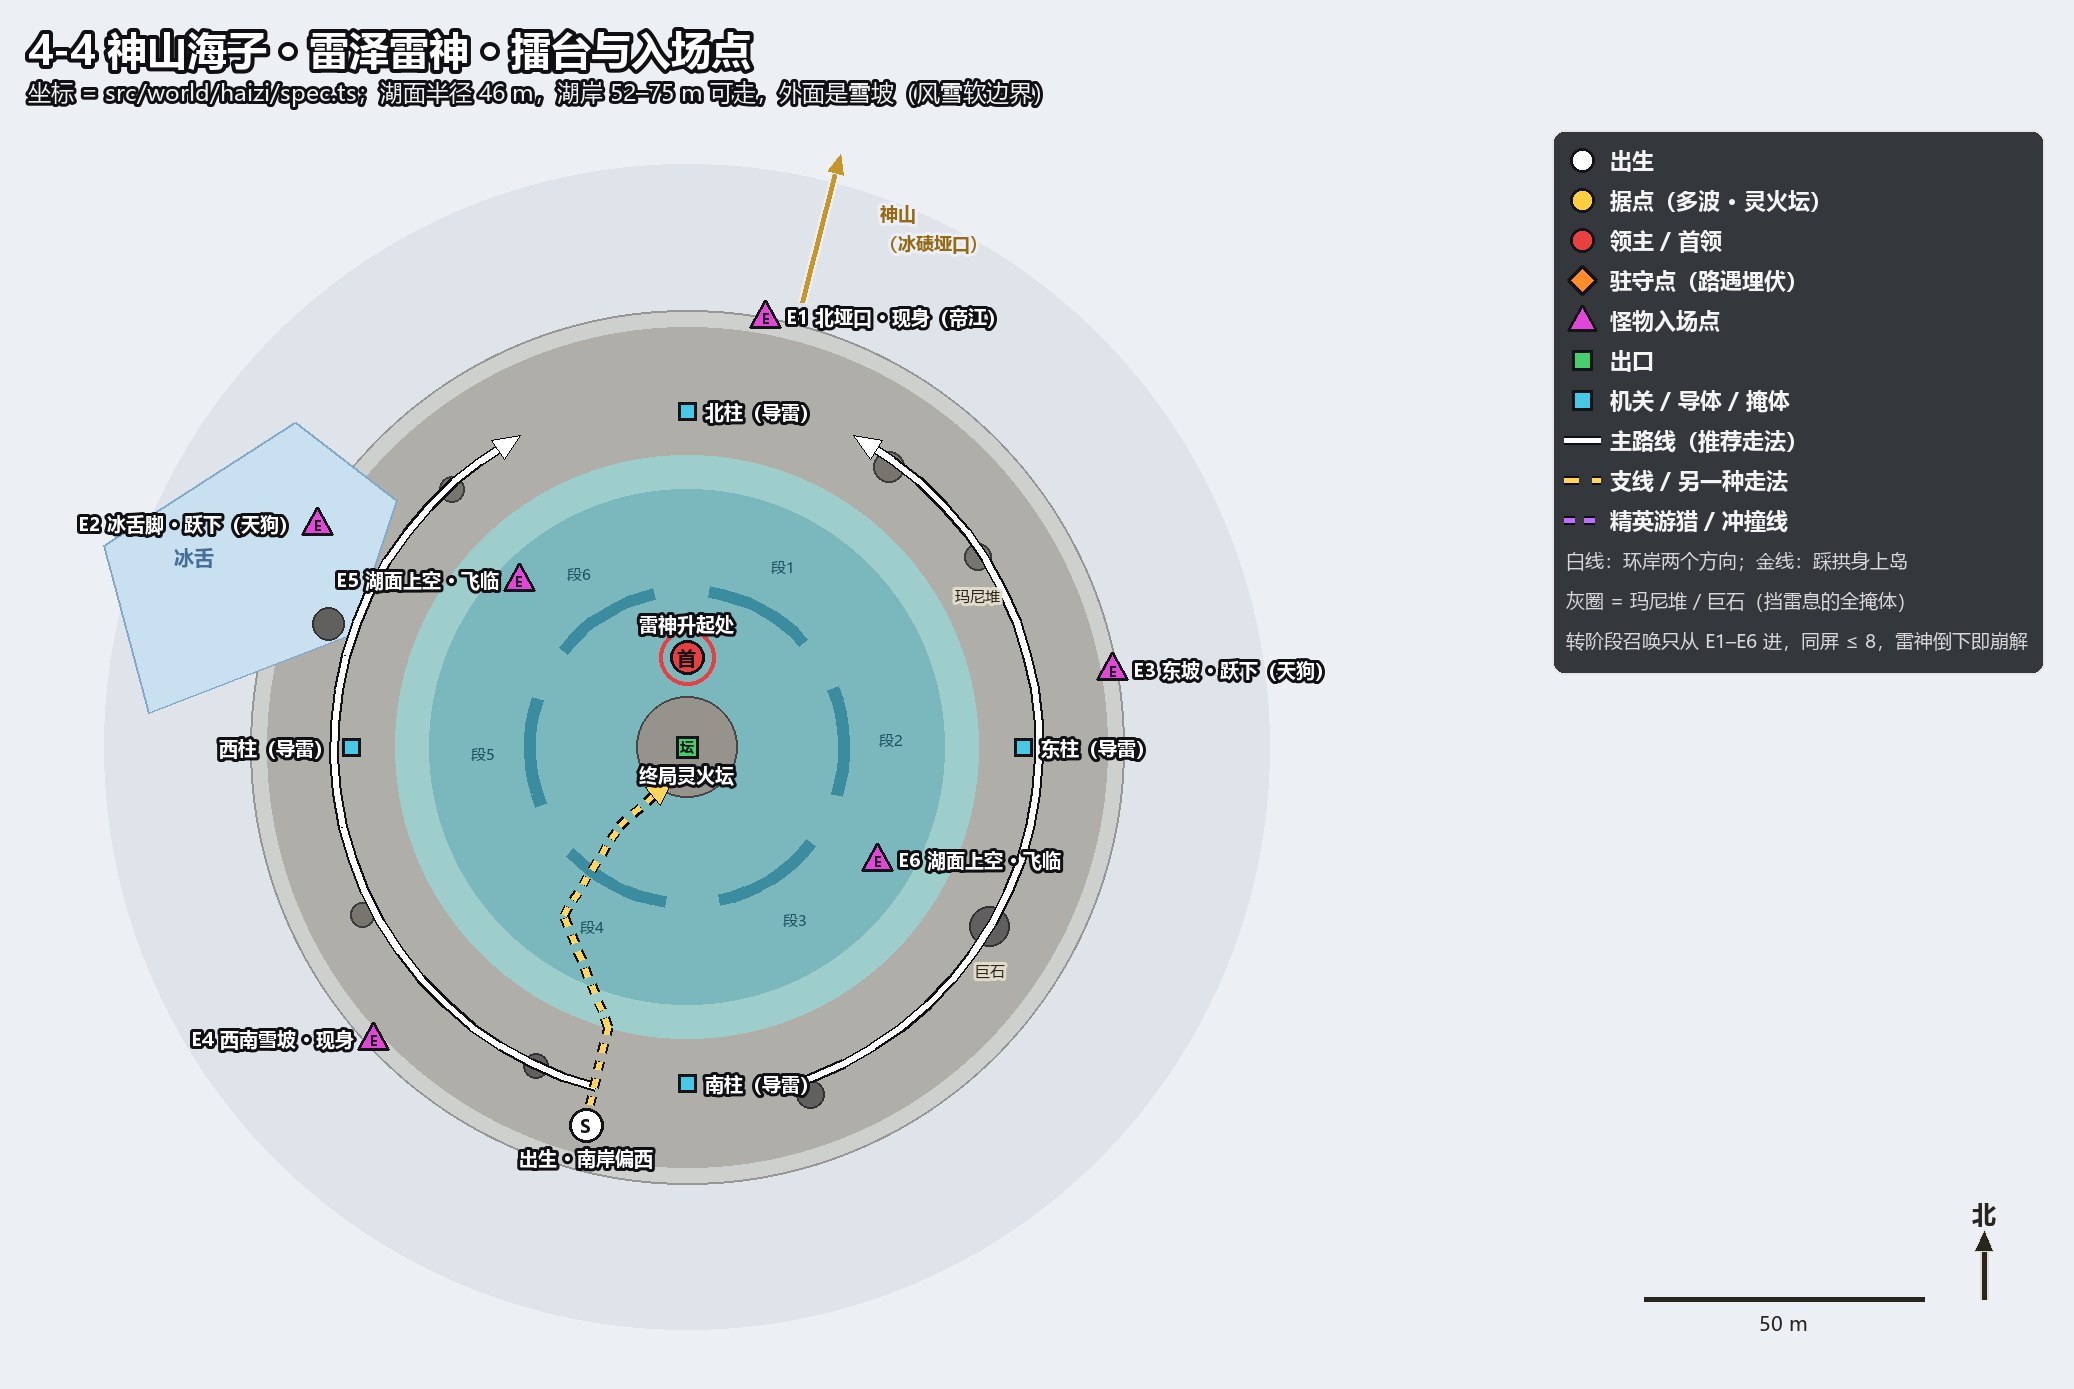 4-4 神山海子 · 雷泽雷神 · 擂台与入场点
坐标 = src/world/haizi/spec.ts；湖面半径 46 m，湖岸 52–75 m 可走，外面是雪坡（风雪软边界）
神山
（冰碛垭口）
E
E1 北垭口 · 现身（帝江）
北柱（导雷）
E2 冰舌脚 · 跃下（天狗）
E
冰舌
E5 湖面上空 · 飞临
E
段6
段1
玛尼堆
雷神升起处
首
E
E3 东坡 · 跃下（天狗）
西柱（导雷）
段5
坛
终局灵火坛
段2
东柱（导雷）
E
E6 湖面上空 · 飞临
段4
段3
巨石
E4 西南雪坡 · 现身
E
南柱（导雷）
S
出生 · 南岸偏西
出生
据点（多波 · 灵火坛）
领主 / 首领
驻守点（路遇埋伏）
怪物入场点
出口
机关 / 导体 / 掩体
主路线（推荐走法）
支线 / 另一种走法
精英游猎 / 冲撞线
白线：环岸两个方向；金线：踩拱身上岛
灰圈 = 玛尼堆 / 巨石（挡雷息的全掩体）
转阶段召唤只从 E1–E6 进，同屏 ≤ 8，雷神倒下即崩解
北
50 m